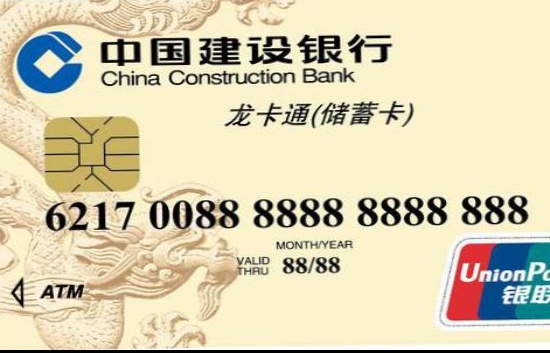 中国建设银行
China Construction Bank
龙卡通(储蓄卡)
6217 0088 8888 8888 888
MONTH/YEAR
VALID THRU 88/88
ATM
UnionPa
银联